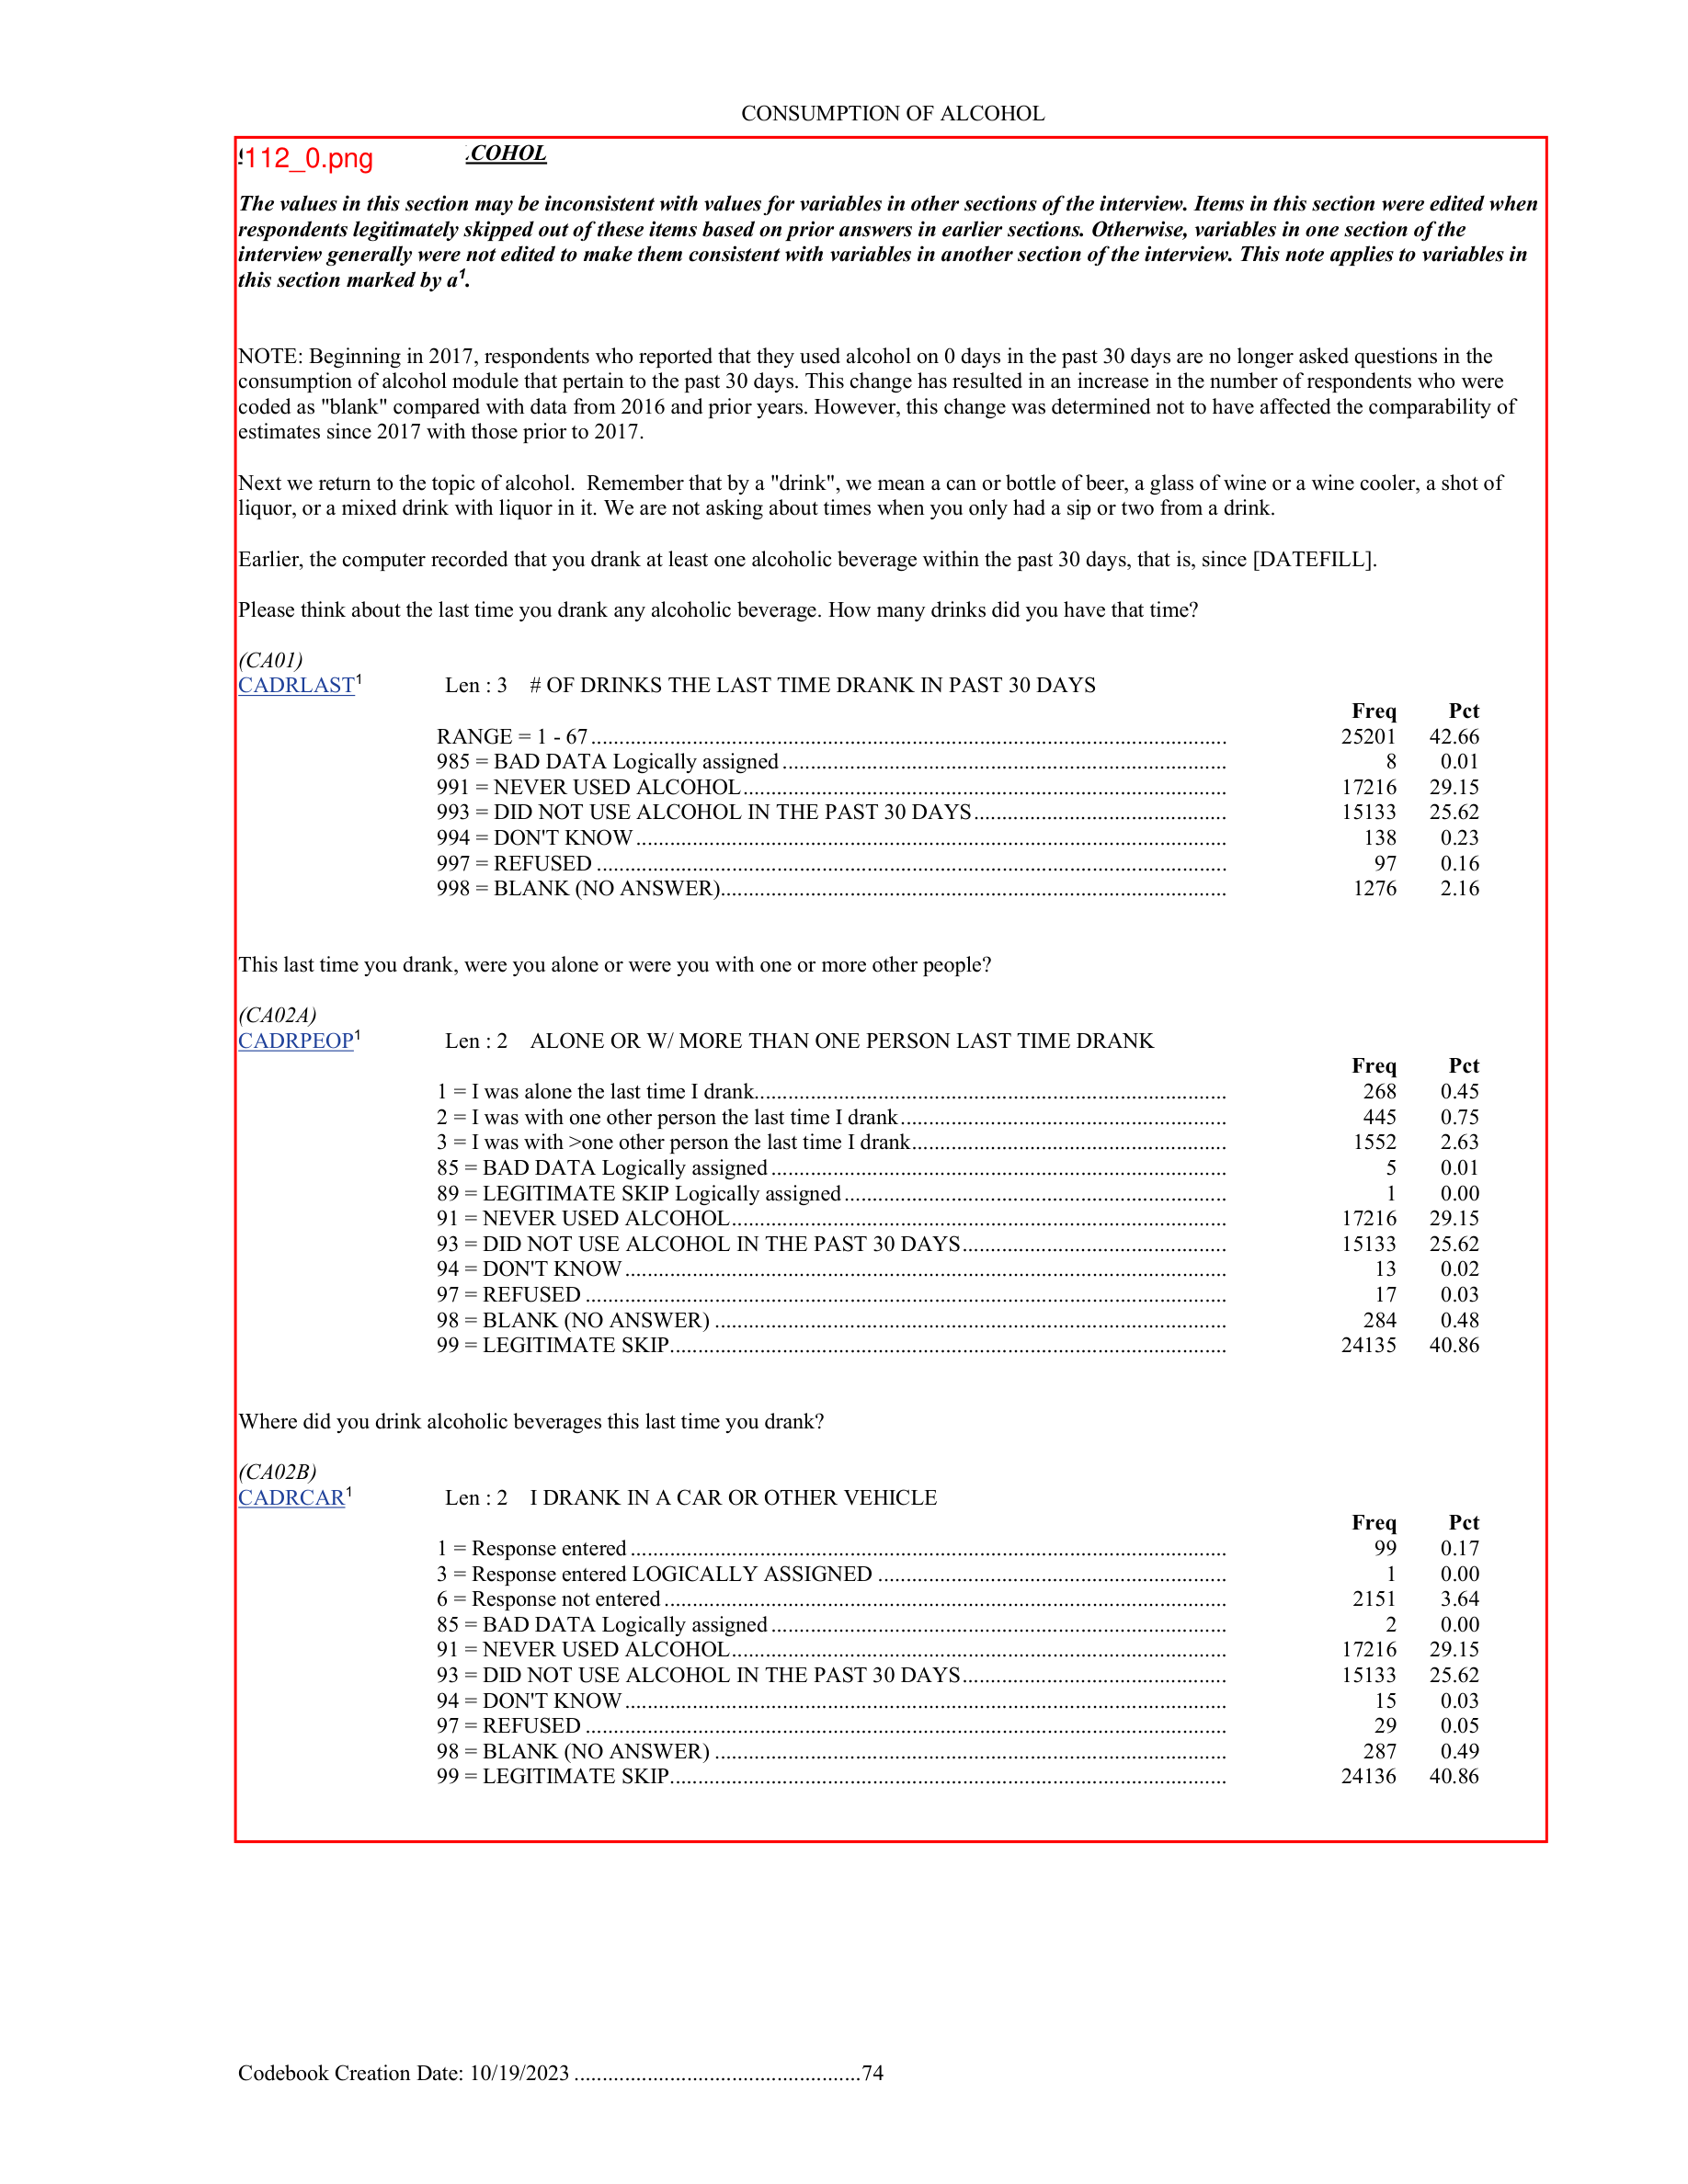 CONSUMPTION OF ALCOHOL
112_0.png
COHOL
The values in this section may be inconsistent with values for variables in other sections of the interview. Items in this section were edited when
respondents legitimately skipped out of these items based on prior answers in earlier sections. Otherwise, variables in one section of the
interview generally were not edited to make them consistent with variables in another section of the interview. This note applies to variables in
this section marked by a¹.
NOTE: Beginning in 2017, respondents who reported that they used alcohol on 0 days in the past 30 days are no longer asked questions in the
consumption of alcohol module that pertain to the past 30 days. This change has resulted in an increase in the number of respondents who were
coded as "blank" compared with data from 2016 and prior years. However, this change was determined not to have affected the comparability of
estimates since 2017 with those prior to 2017.
Next we return to the topic of alcohol.  Remember that by a "drink", we mean a can or bottle of beer, a glass of wine or a wine cooler, a shot of
liquor, or a mixed drink with liquor in it. We are not asking about times when you only had a sip or two from a drink.
Earlier, the computer recorded that you drank at least one alcoholic beverage within the past 30 days, that is, since [DATEFILL].
Please think about the last time you drank any alcoholic beverage. How many drinks did you have that time?
(CA01)
CADRLAST¹ Len : 3 # OF DRINKS THE LAST TIME DRANK IN PAST 30 DAYS
Freq Pct
RANGE = 1 - 67 ........ 25201 42.66
985 = BAD DATA Logically assigned ........ 8 0.01
991 = NEVER USED ALCOHOL ........ 17216 29.15
993 = DID NOT USE ALCOHOL IN THE PAST 30 DAYS ........ 15133 25.62
994 = DON'T KNOW ........ 138 0.23
997 = REFUSED ........ 97 0.16
998 = BLANK (NO ANSWER) ........ 1276 2.16
This last time you drank, were you alone or were you with one or more other people?
(CA02A)
CADRPEOP¹ Len : 2 ALONE OR W/ MORE THAN ONE PERSON LAST TIME DRANK
Freq Pct
1 = I was alone the last time I drank ........ 268 0.45
2 = I was with one other person the last time I drank ........ 445 0.75
3 = I was with >one other person the last time I drank ........ 1552 2.63
85 = BAD DATA Logically assigned ........ 5 0.01
89 = LEGITIMATE SKIP Logically assigned ........ 1 0.00
91 = NEVER USED ALCOHOL ........ 17216 29.15
93 = DID NOT USE ALCOHOL IN THE PAST 30 DAYS ........ 15133 25.62
94 = DON'T KNOW ........ 13 0.02
97 = REFUSED ........ 17 0.03
98 = BLANK (NO ANSWER) ........ 284 0.48
99 = LEGITIMATE SKIP ........ 24135 40.86
Where did you drink alcoholic beverages this last time you drank?
(CA02B)
CADRCAR¹ Len : 2 I DRANK IN A CAR OR OTHER VEHICLE
Freq Pct
1 = Response entered ........ 99 0.17
3 = Response entered LOGICALLY ASSIGNED ........ 1 0.00
6 = Response not entered ........ 2151 3.64
85 = BAD DATA Logically assigned ........ 2 0.00
91 = NEVER USED ALCOHOL ........ 17216 29.15
93 = DID NOT USE ALCOHOL IN THE PAST 30 DAYS ........ 15133 25.62
94 = DON'T KNOW ........ 15 0.03
97 = REFUSED ........ 29 0.05
98 = BLANK (NO ANSWER) ........ 287 0.49
99 = LEGITIMATE SKIP ........ 24136 40.86
Codebook Creation Date: 10/19/2023 ........ 74